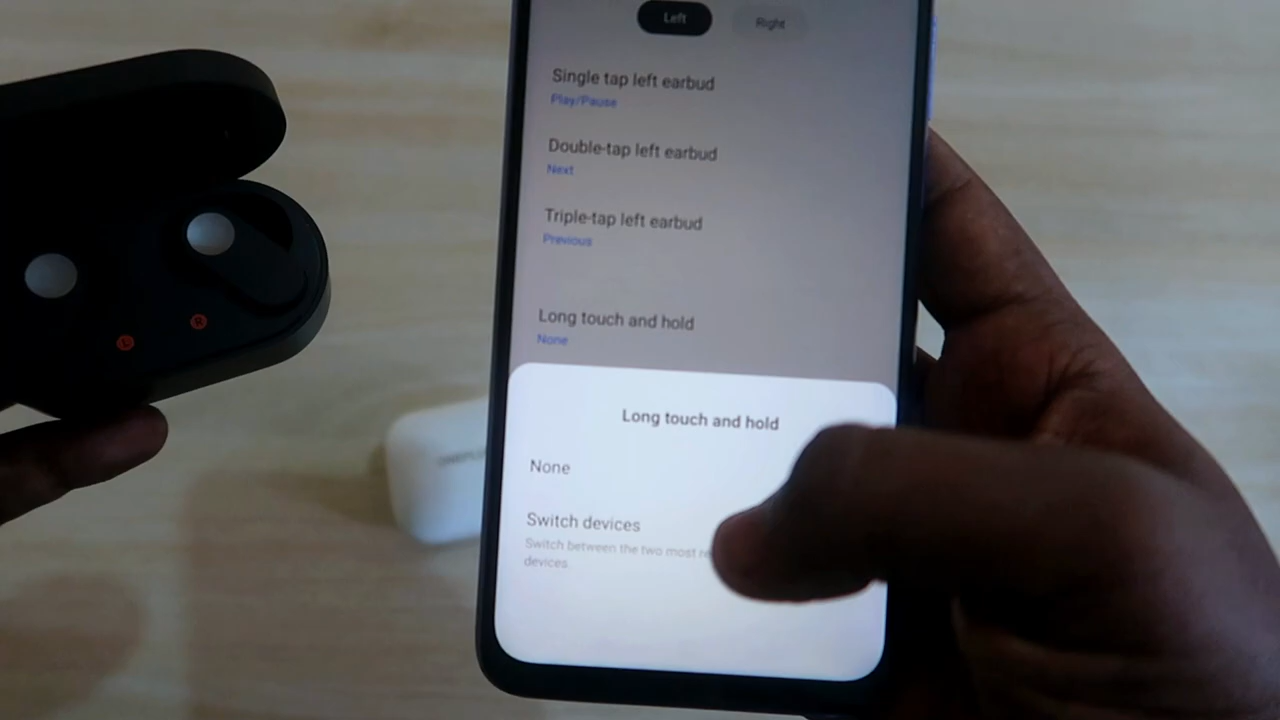 Left
Right
Single tap left earbud
Play/Pause
Double-tap left earbud
Next
Triple-tap left earbud
Previous
Long touch and hold
None
Long touch and hold
None
Switch devices
Switch between the two most
devices.
L
R